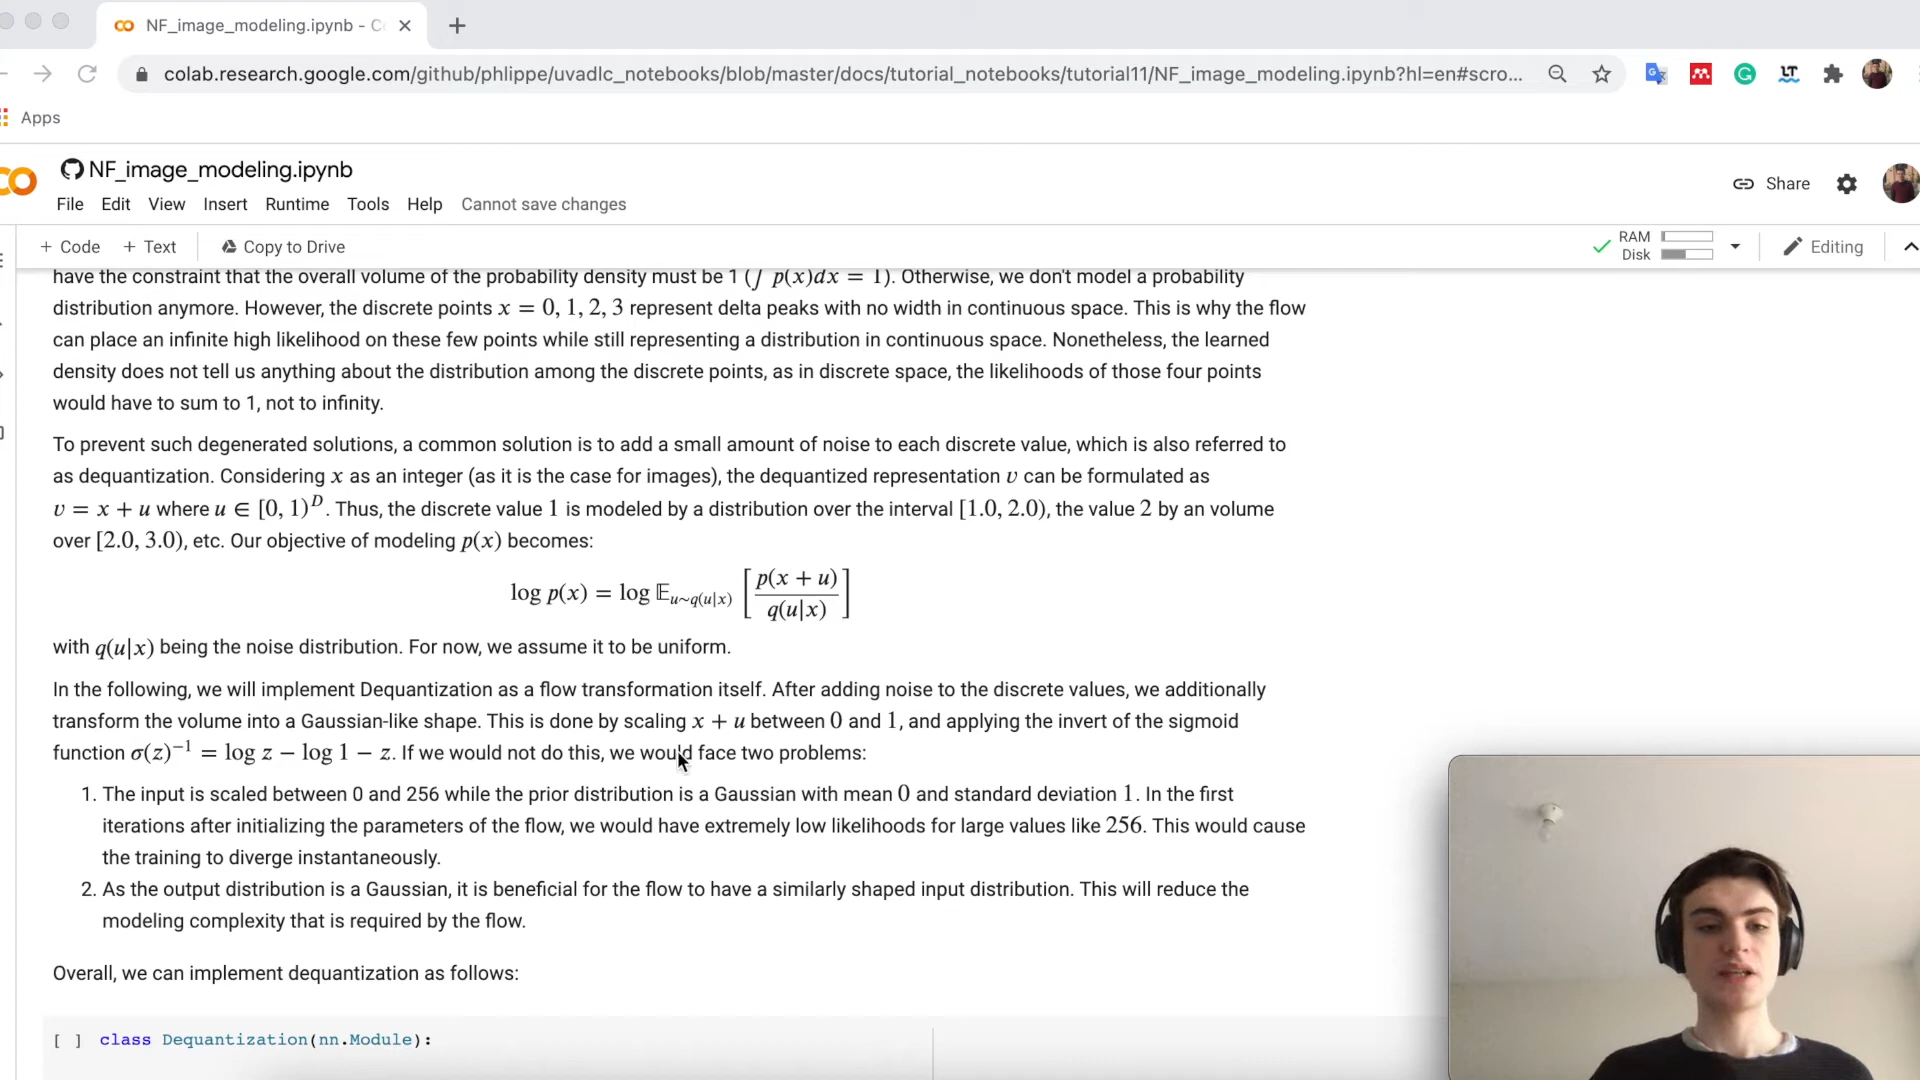 NF_image_modeling.ipynb - C
colab.research.google.com/github/phlippe/uvadlc_notebooks/blob/master/docs/tutorial_notebooks/tutorial11/NF_image_modeling.ipynb?hl=en#scro...
Apps
NF_image_modeling.ipynb
Share
File Edit View Insert Runtime Tools Help Cannot save changes
+ Code + Text Copy to Drive
RAM
Disk
Editing
have the constraint that the overall volume of the probability density must be 1 (∫ p(x)dx = 1). Otherwise, we don't model a probability
distribution anymore. However, the discrete points x = 0, 1, 2, 3 represent delta peaks with no width in continuous space. This is why the flow
can place an infinite high likelihood on these few points while still representing a distribution in continuous space. Nonetheless, the learned
density does not tell us anything about the distribution among the discrete points, as in discrete space, the likelihoods of those four points
would have to sum to 1, not to infinity.
To prevent such degenerated solutions, a common solution is to add a small amount of noise to each discrete value, which is also referred to
as dequantization. Considering x as an integer (as it is the case for images), the dequantized representation v can be formulated as
v = x + u where u ∈ [0, 1)^D. Thus, the discrete value 1 is modeled by a distribution over the interval [1.0, 2.0), the value 2 by an volume
over [2.0, 3.0), etc. Our objective of modeling p(x) becomes:
log p(x) = log 𝔼_{u∼q(u|x)} [p(x + u) / q(u|x)]
with q(u|x) being the noise distribution. For now, we assume it to be uniform.
In the following, we will implement Dequantization as a flow transformation itself. After adding noise to the discrete values, we additionally
transform the volume into a Gaussian-like shape. This is done by scaling x + u between 0 and 1, and applying the invert of the sigmoid
function σ(z)^{−1} = log z − log 1 − z. If we would not do this, we would face two problems:
1. The input is scaled between 0 and 256 while the prior distribution is a Gaussian with mean 0 and standard deviation 1. In the first
iterations after initializing the parameters of the flow, we would have extremely low likelihoods for large values like 256. This would cause
the training to diverge instantaneously.
2. As the output distribution is a Gaussian, it is beneficial for the flow to have a similarly shaped input distribution. This will reduce the
modeling complexity that is required by the flow.
Overall, we can implement dequantization as follows:
[ ] class Dequantization(nn.Module):